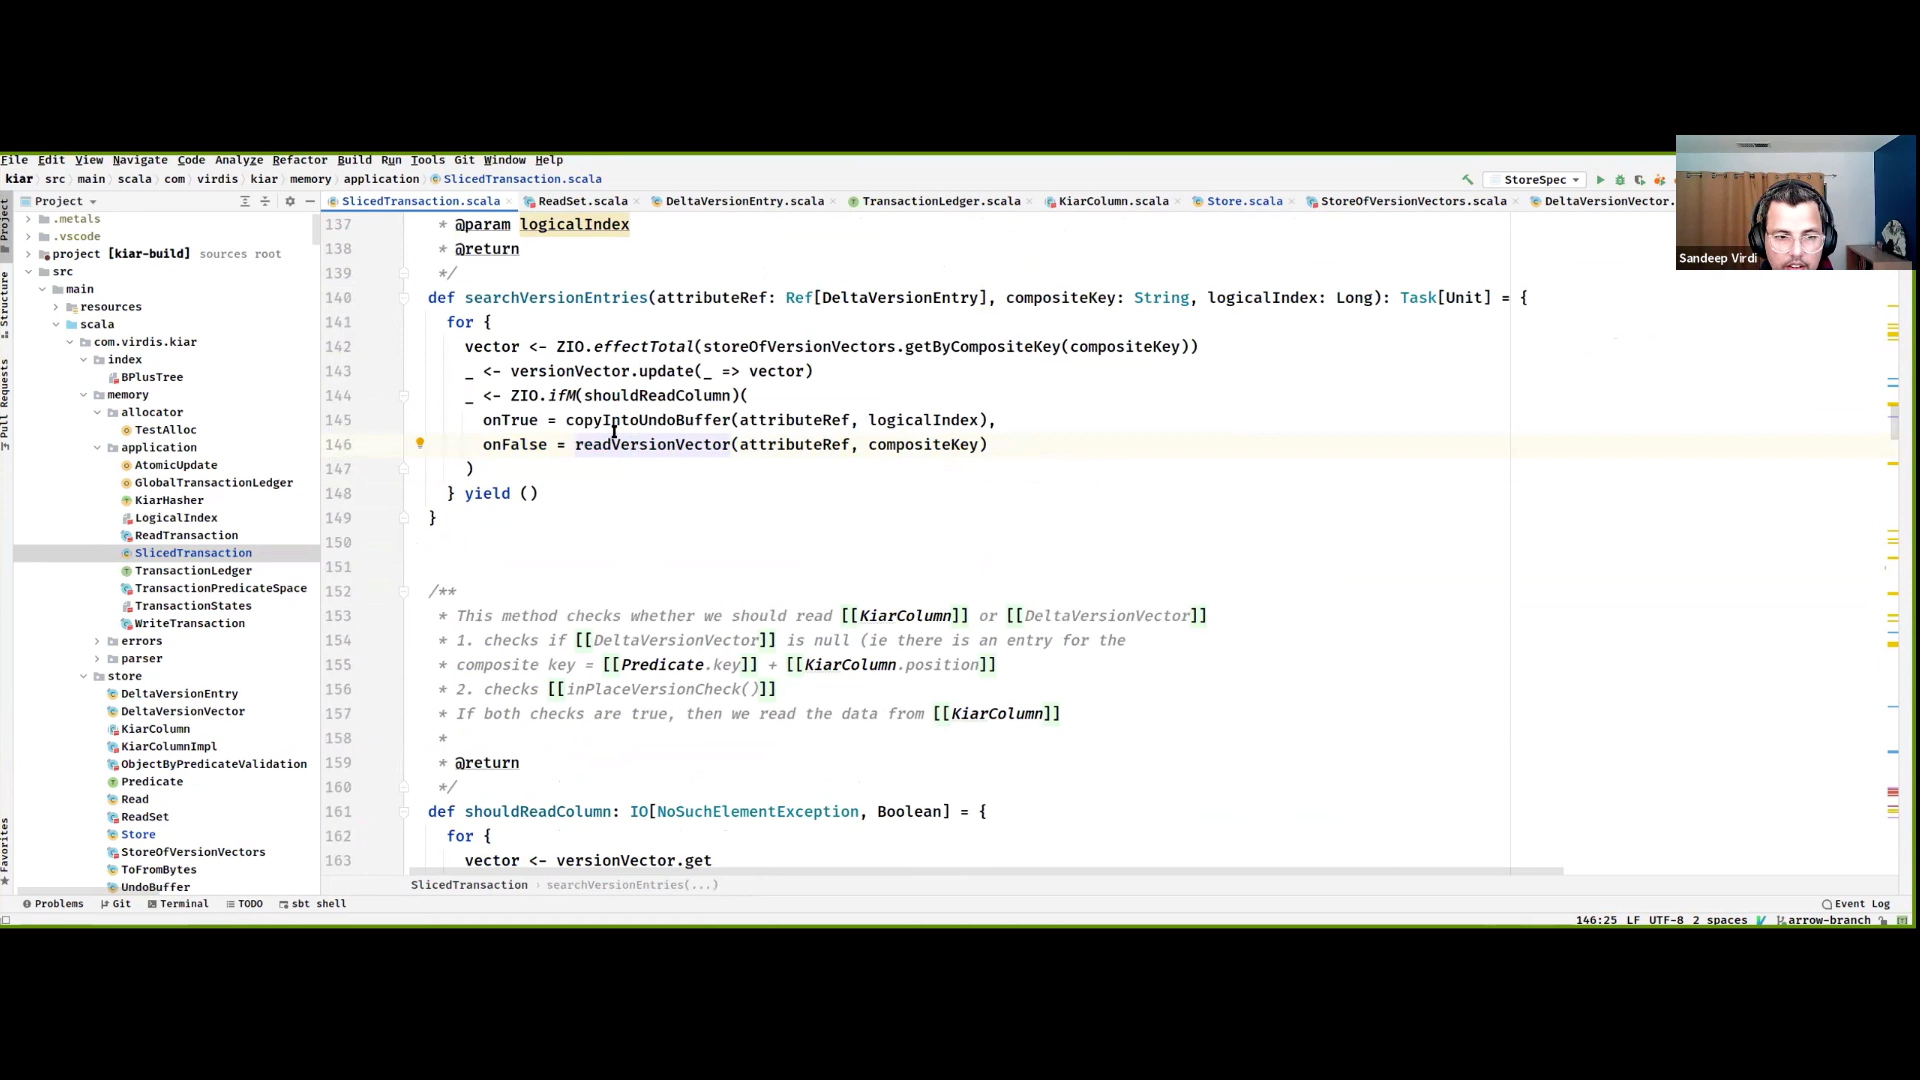 File Edit View Navigate Code Analyze Refactor Build Run Tools Git Window Help
kiar src main scala com virdis kiar memory application SlicedTransaction.scala
StoreSpec
Project
SlicedTransaction.scala ReadSet.scala DeltaVersionEntry.scala TransactionLedger.scala KiarColumn.scala Store.scala StoreOfVersionVectors.scala DeltaVersionVector.
Sandeep Virdi
Project
Structure
Pull Requests
Favorites
.metals
.vscode
project [kiar-build] sources root
src
main
resources
scala
com.virdis.kiar
index
BPlusTree
memory
allocator
TestAlloc
application
AtomicUpdate
GlobalTransactionLedger
KiarHasher
LogicalIndex
ReadTransaction
SlicedTransaction
TransactionLedger
TransactionPredicateSpace
TransactionStates
WriteTransaction
errors
parser
store
DeltaVersionEntry
DeltaVersionVector
KiarColumn
KiarColumnImpl
ObjectByPredicateValidation
Predicate
Read
ReadSet
Store
StoreOfVersionVectors
ToFromBytes
UndoBuffer
137 * @param logicalIndex
138 * @return
139 */
140 def searchVersionEntries(attributeRef: Ref[DeltaVersionEntry], compositeKey: String, logicalIndex: Long): Task[Unit] = {
141 for {
142 vector <- ZIO.effectTotal(storeOfVersionVectors.getByCompositeKey(compositeKey))
143 _ <- versionVector.update(_ => vector)
144 _ <- ZIO.ifM(shouldReadColumn)(
145 onTrue = copyIntoUndoBuffer(attributeRef, logicalIndex),
146 onFalse = readVersionVector(attributeRef, compositeKey)
147 )
148 } yield ()
149 }
150
151
152 /**
153 * This method checks whether we should read [[KiarColumn]] or [[DeltaVersionVector]]
154 * 1. checks if [[DeltaVersionVector]] is null (ie there is an entry for the
155 * composite key = [[Predicate.key]] + [[KiarColumn.position]]
156 * 2. checks [[inPlaceVersionCheck()]]
157 * If both checks are true, then we read the data from [[KiarColumn]]
158 *
159 * @return
160 */
161 def shouldReadColumn: IO[NoSuchElementException, Boolean] = {
162 for {
163 vector <- versionVector.get
SlicedTransaction searchVersionEntries(...)
Problems Git Terminal TODO sbt shell Event Log
146:25 LF UTF-8 2 spaces arrow-branch